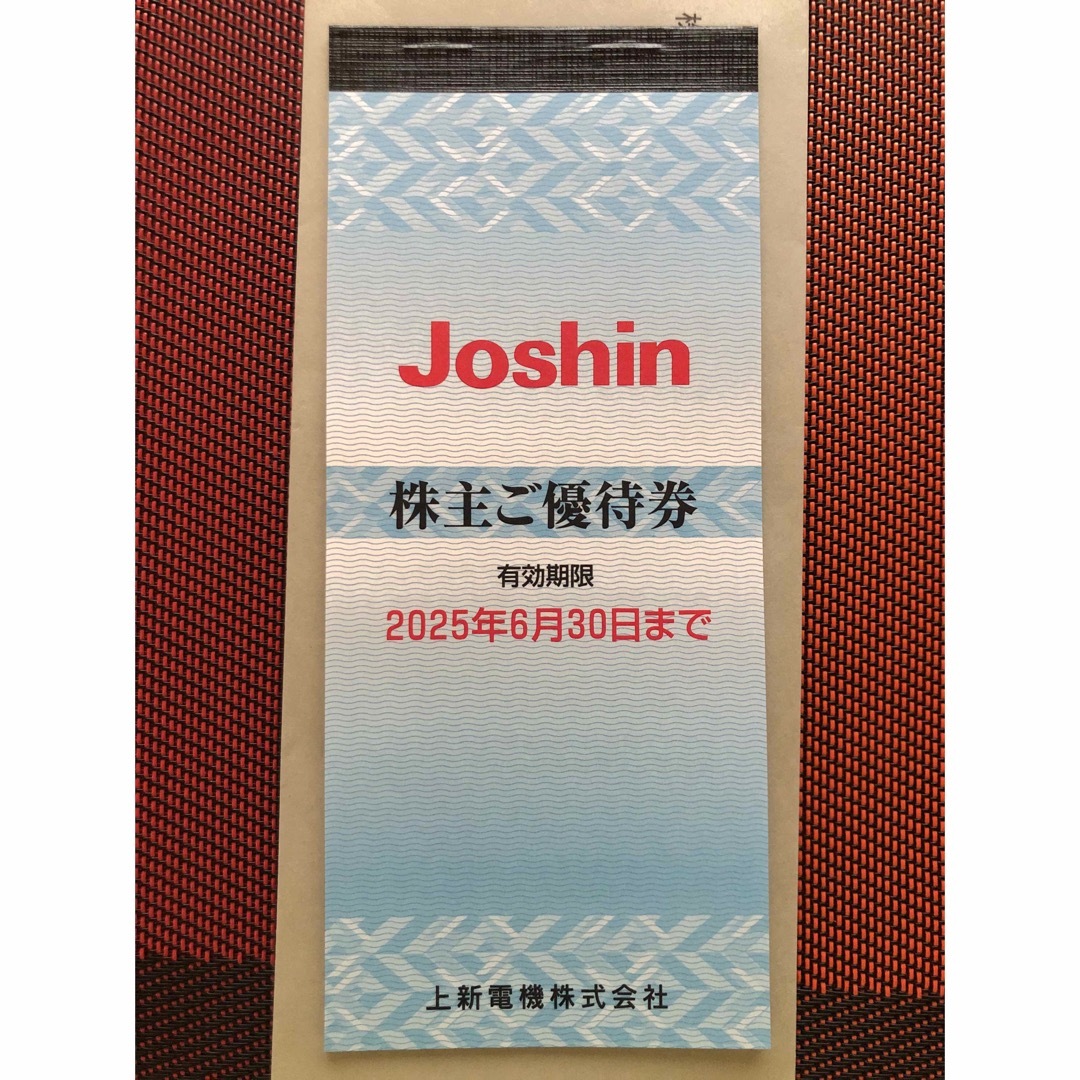 Joshin
株主ご優待券
有効期限
2025年6月30日まで
上新電機株式会社